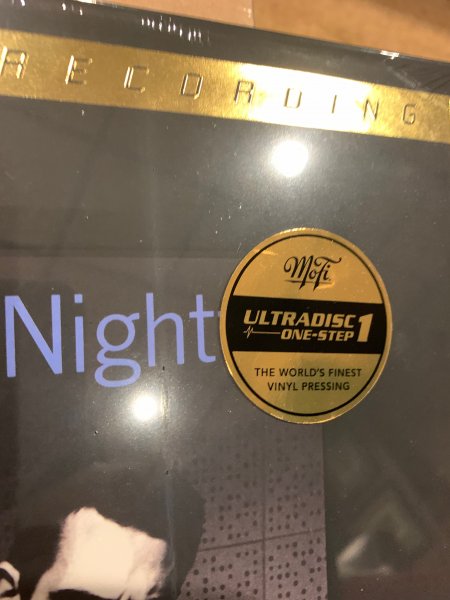 RECORDING
Night
MoFi
ULTRADISC
ONE-STEP 1
THE WORLD'S FINEST
VINYL PRESSING